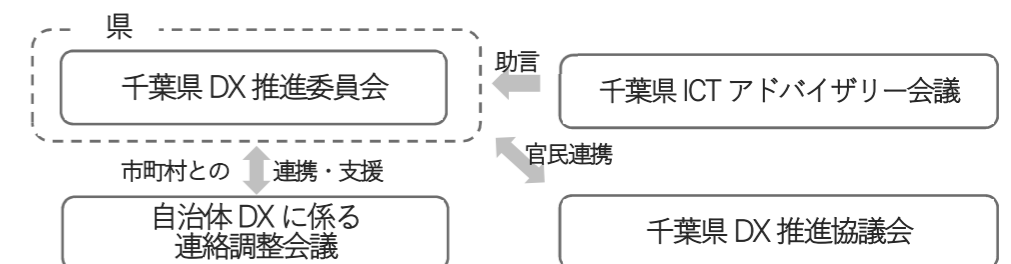 県
千葉県 DX 推進委員会
助言
千葉県 ICT アドバイザリー会議
官民連携
市町村との 連携・支援
自治体 DX に係る
連絡調整会議
千葉県 DX 推進協議会